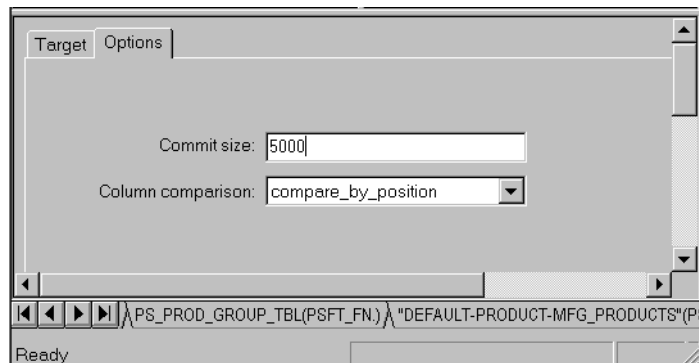 Target Options
Commit size: 5000
Column comparison: compare_by_position
PS_PROD_GROUP_TBL(PSFT_FN.) "DEFAULT-PRODUCT-MFG_PRODUCTS"(P
Ready